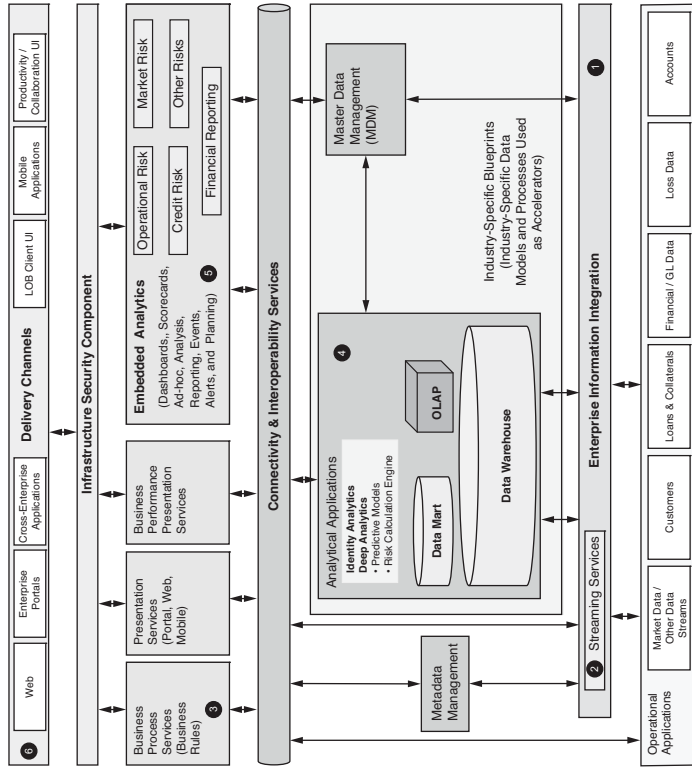 6
Delivery Channels
Web
Enterprise
Portals
Cross-Enterprise
Applications
LOB Client UI
Mobile
Applications
Productivity /
Collaboration UI
Infrastructure Security Component
Business
Process
Services
(Business
Rules)
3
Presentation
Services
(Portal, Web,
Mobile)
Business
Performance
Presentation
Services
Embedded Analytics
(Dashboards,, Scorecards,
Ad-hoc, Analysis,
Reporting, Events,
Alerts, and Planning)
5
Operational Risk
Market Risk
Credit Risk
Other Risks
Financial Reporting
Connectivity & Interoperability Services
Metadata
Management
Analytical Applications
4
Identity Analytics
Deep Analytics
• Predictive Models
• Risk Calculation Engine
Data Mart
OLAP
Data Warehouse
Master Data
Management
(MDM)
Industry-Specific Blueprints
(Industry-Specific Data
Models and Processes Used
as Accelerators)
2 Streaming Services
Enterprise Information Integration
1
Operational
Applications
Market Data /
Other Data
Streams
Customers
Loans & Collaterals
Financial / GL Data
Loss Data
Accounts